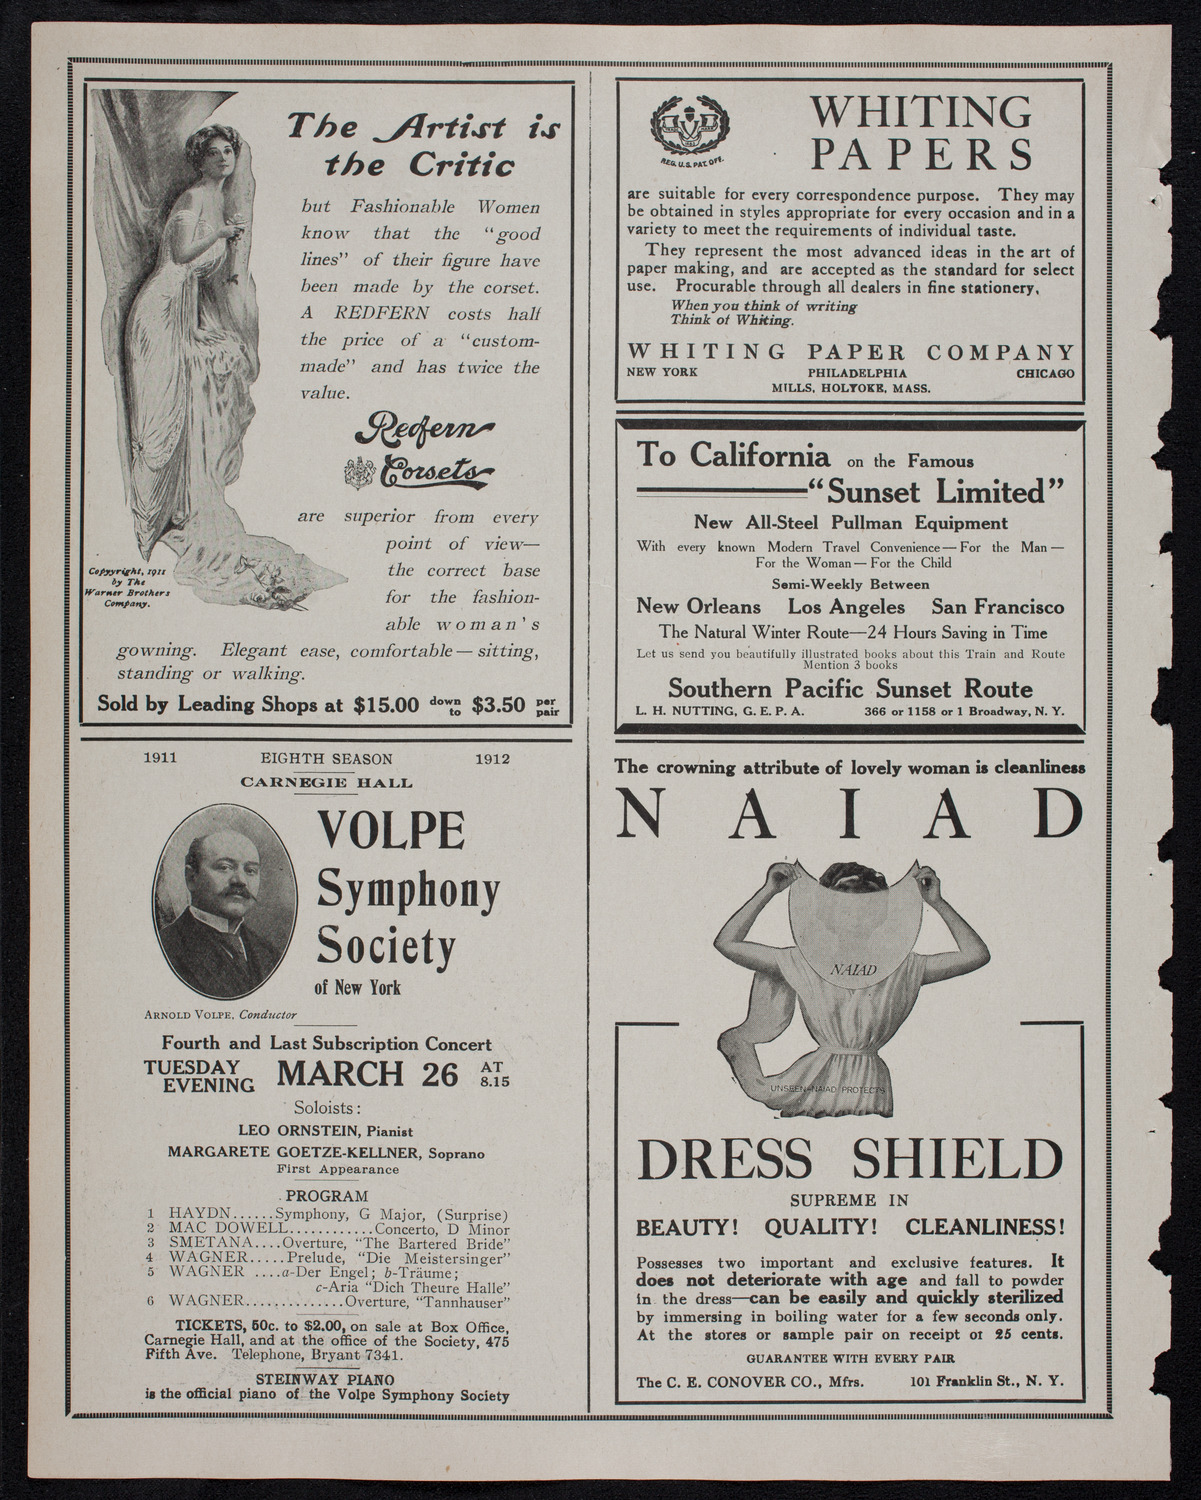 The Artist is
the Critic
but Fashionable Women
know that the “good
lines” of their figure have
been made by the corset.
A REDFERN costs half
the price of a “custom-
made” and has twice the
value.
Redfern
Corsets
are superior from every
point of view—
the correct base
for the fashion-
able woman's
gowning. Elegant ease, comfortable—sitting,
standing or walking.
Copyright, 1911
by The
Warner Brothers
Company.
Sold by Leading Shops at $15.00 down to $3.50 per pair
1911 EIGHTH SEASON 1912
CARNEGIE HALL
VOLPE
Symphony
Society
of New York
ARNOLD VOLPE, Conductor
Fourth and Last Subscription Concert
TUESDAY EVENING MARCH 26 AT 8.15
Soloists:
LEO ORNSTEIN, Pianist
MARGARETE GOETZE-KELLNER, Soprano
First Appearance
PROGRAM
1 HAYDN......Symphony, G Major, (Surprise)
2 MAC DOWELL...........Concerto, D Minor
3 SMETANA....Overture, “The Bartered Bride”
4 WAGNER.....Prelude, “Die Meistersinger”
5 WAGNER ....a-Der Engel; b-Träume;
c-Aria “Dich Theure Halle”
6 WAGNER..............Overture, “Tannhauser”
TICKETS, 50c. to $2.00, on sale at Box Office,
Carnegie Hall, and at the office of the Society, 475
Fifth Ave. Telephone, Bryant 7341.
STEINWAY PIANO
is the official piano of the Volpe Symphony Society
REG. U.S. PAT. OFF.
WHITING
PAPERS
are suitable for every correspondence purpose. They may
be obtained in styles appropriate for every occasion and in a
variety to meet the requirements of individual taste.
They represent the most advanced ideas in the art of
paper making, and are accepted as the standard for select
use. Procurable through all dealers in fine stationery.
When you think of writing
Think of Whiting.
WHITING PAPER COMPANY
NEW YORK PHILADELPHIA CHICAGO
MILLS, HOLYOKE, MASS.
To California on the Famous
“Sunset Limited”
New All-Steel Pullman Equipment
With every known Modern Travel Convenience—For the Man—
For the Woman—For the Child
Semi-Weekly Between
New Orleans Los Angeles San Francisco
The Natural Winter Route—24 Hours Saving in Time
Let us send you beautifully illustrated books about this Train and Route
Mention 3 books
Southern Pacific Sunset Route
L. H. NUTTING, G. E. P. A. 366 or 1158 or 1 Broadway, N. Y.
The crowning attribute of lovely woman is cleanliness
NAIAD
NAIAD
UNSEEN-NAIAD PROTECTS
DRESS SHIELD
SUPREME IN
BEAUTY! QUALITY! CLEANLINESS!
Possesses two important and exclusive features. It
does not deteriorate with age and fall to powder
in the dress—can be easily and quickly sterilized
by immersing in boiling water for a few seconds only.
At the stores or sample pair on receipt of 25 cents.
GUARANTEE WITH EVERY PAIR
The C. E. CONOVER CO., Mfrs. 101 Franklin St., N. Y.